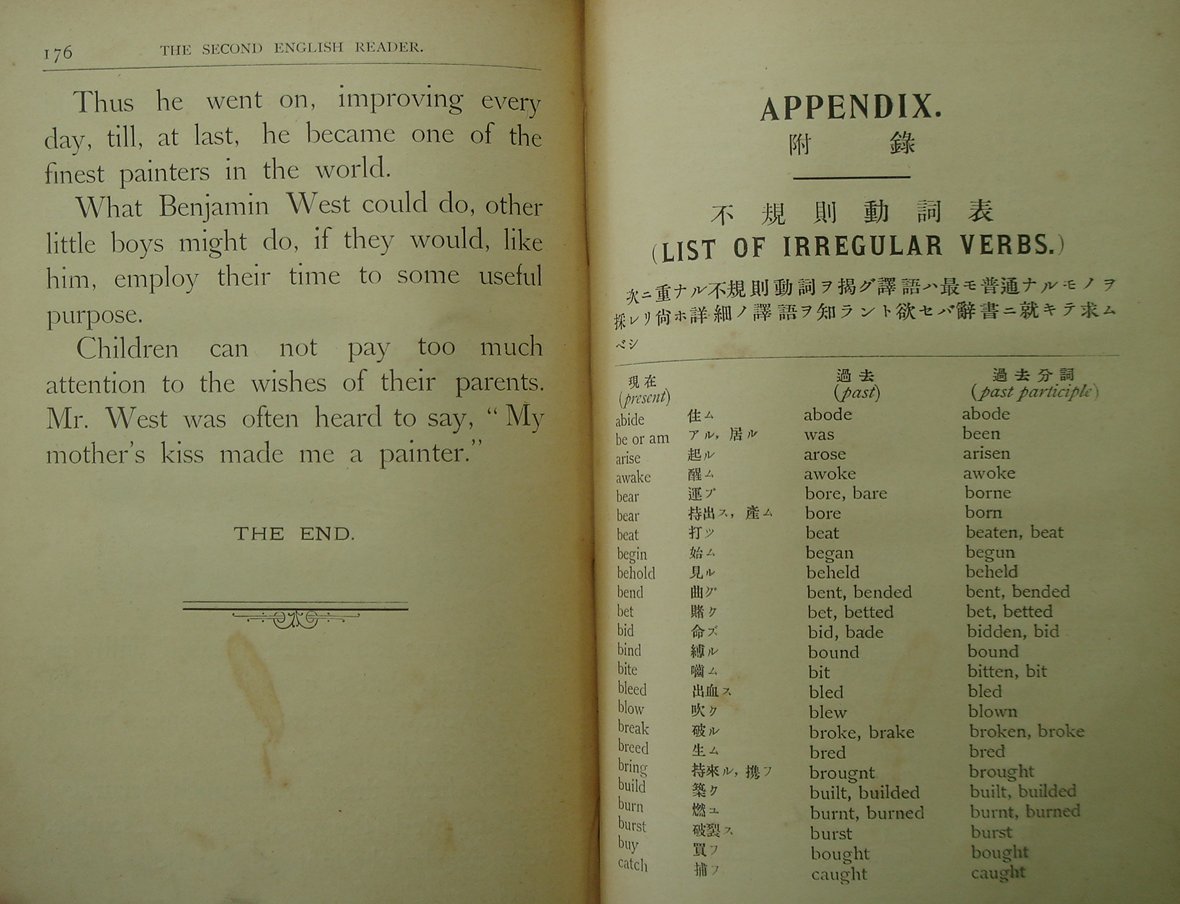 176 THE SECOND ENGLISH READER.
Thus he went on, improving every
day, till, at last, he became one of the
finest painters in the world.
What Benjamin West could do, other
little boys might do, if they would, like
him, employ their time to some useful
purpose.
Children can not pay too much
attention to the wishes of their parents.
Mr. West was often heard to say, “My
mother's kiss made me a painter.”
THE END.
APPENDIX.
附錄
不規則動詞表
(LIST OF IRREGULAR VERBS.)
次ニ重ナル不規則動詞ヲ揭グ譯語ハ最モ普通ナルモノヲ
採レリ尙ホ詳細ノ譯語ヲ知ラント欲セバ辭書ニ就キテ求ム
ベシ
現在 過去 過去分詞
(present) (past) (past participle)
abide 住ム abode abode
be or am アル, 居ル was been
arise 起ル arose arisen
awake 醒ム awoke awoke
bear 運ブ bore, bare borne
bear 持出ス, 產ム bore born
beat 打ツ beat beaten, beat
begin 始ム began begun
behold 見ル beheld beheld
bend 曲グ bent, bended bent, bended
bet 賭ク bet, betted bet, betted
bid 命ズ bid, bade bidden, bid
bind 縛ル bound bound
bite 嚙ム bit bitten, bit
bleed 出血ス bled bled
blow 吹ク blew blown
break 破ル broke, brake broken, broke
breed 生ム bred bred
bring 持來ル, 携フ brougnt brought
build 築ク built, builded built, builded
burn 燃ユ burnt, burned burnt, burned
burst 破裂ス burst burst
buy 買フ bought bought
catch 捕フ caught caught